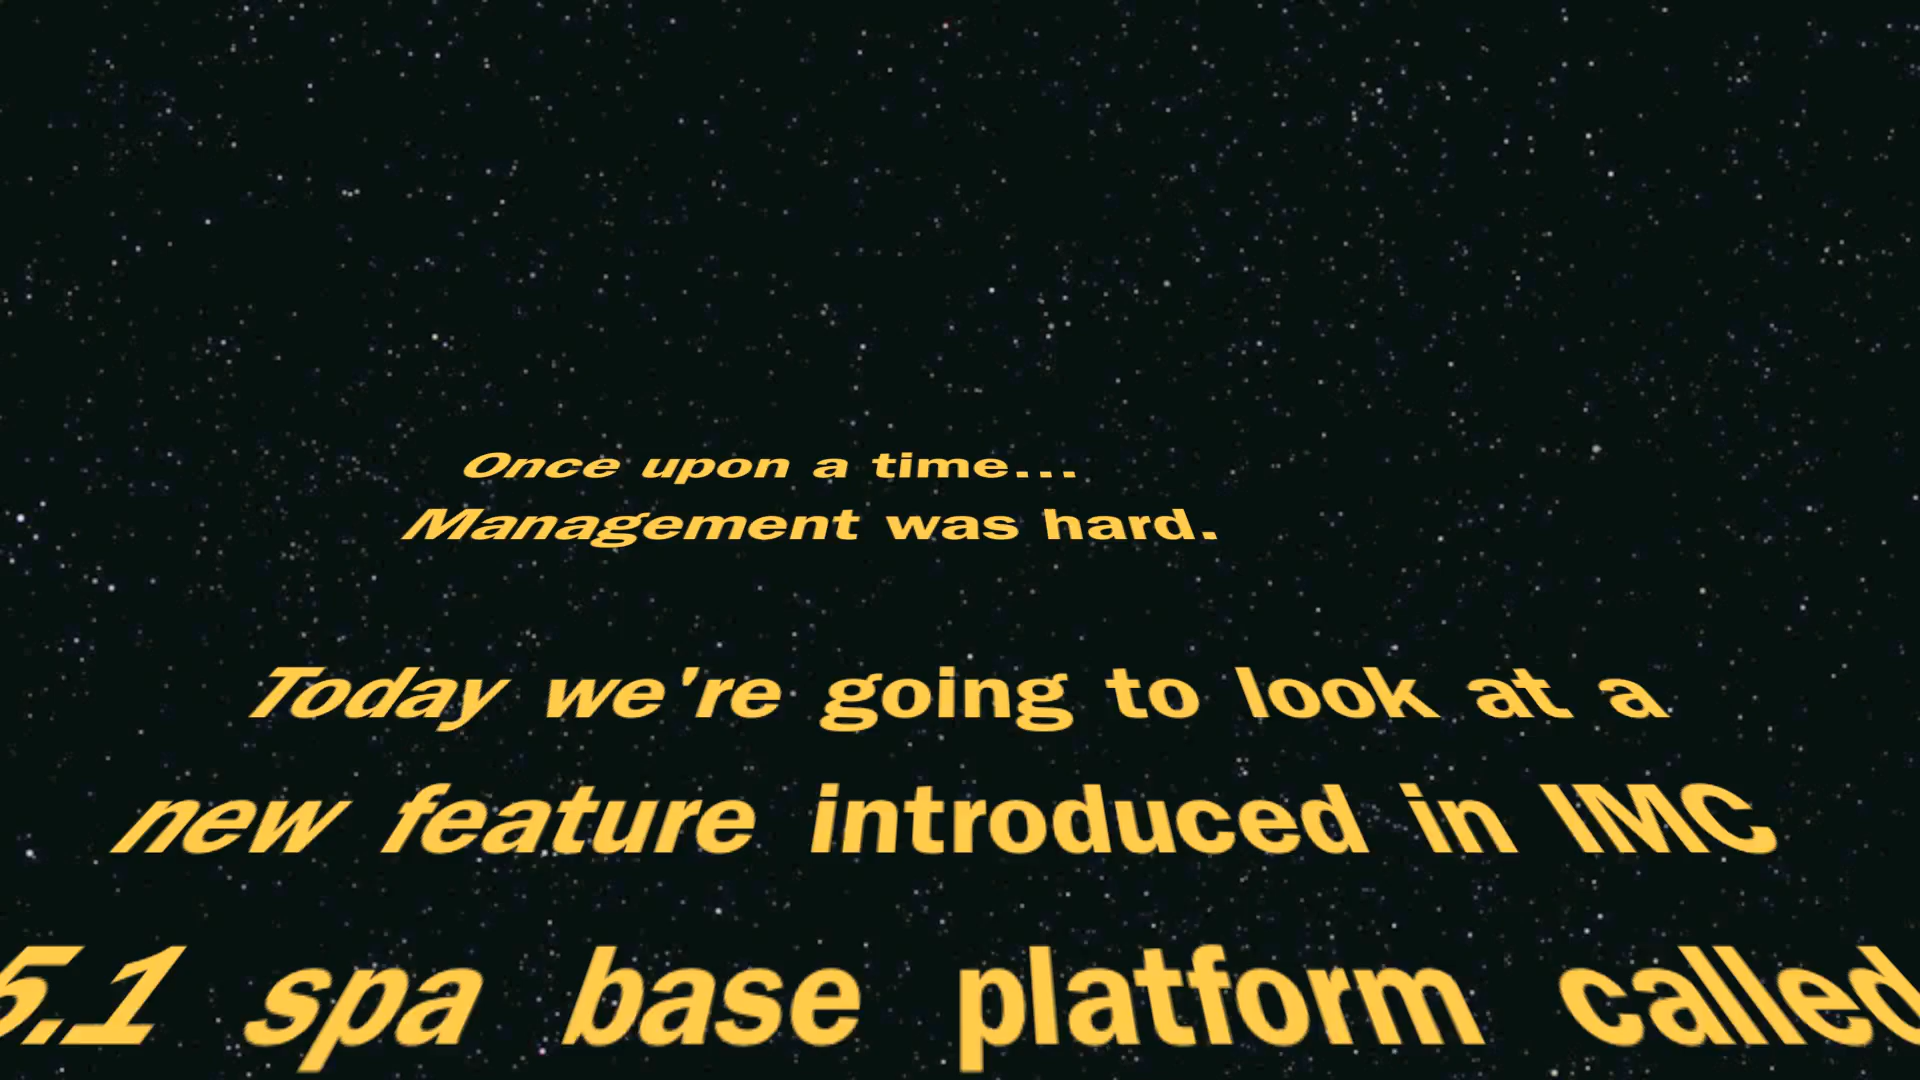 Once upon a time...
Management was hard.
Today we're going to look at a
new feature introduced in IMC
5.1 spa base platform called